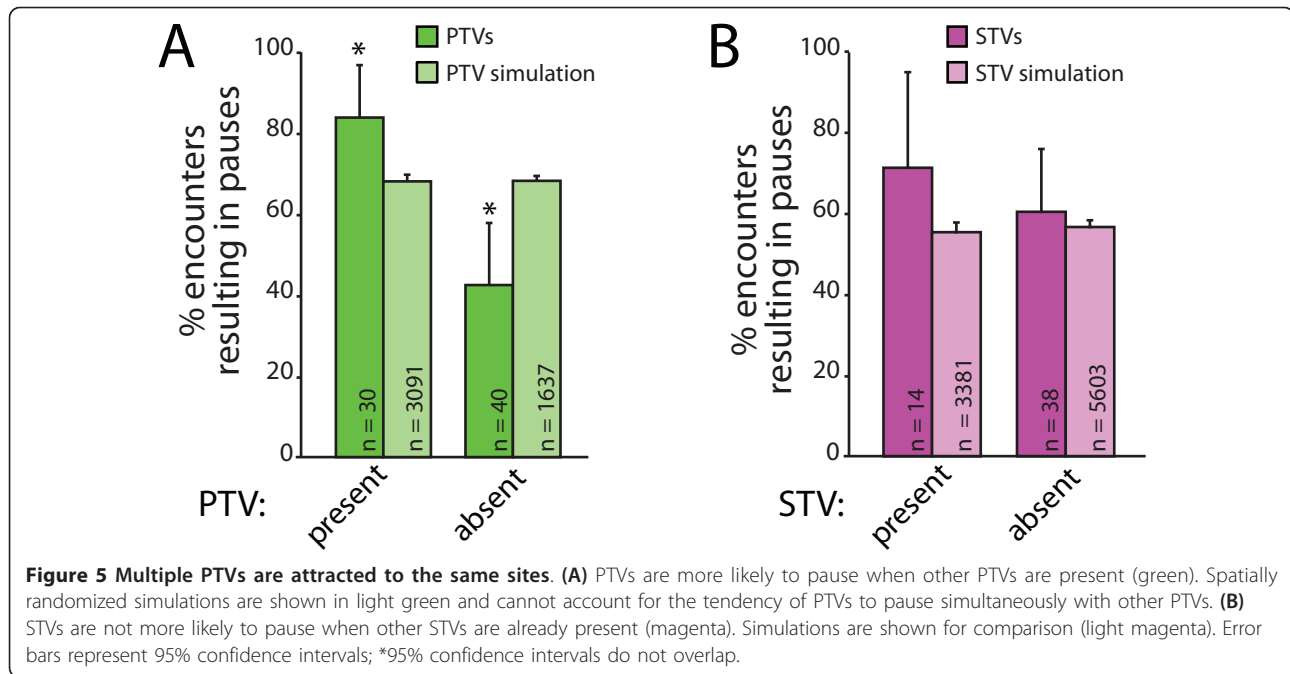 A
PTVs
PTV simulation
% encounters
resulting in pauses
100
80
60
40
20
0
*
*
n = 30
n = 3091
n = 40
n = 1637
PTV:
present
absent
B
STVs
STV simulation
% encounters
resulting in pauses
100
80
60
40
20
0
n = 14
n = 3381
n = 38
n = 5603
STV:
present
absent
Figure 5 Multiple PTVs are attracted to the same sites. (A) PTVs are more likely to pause when other PTVs are present (green). Spatially
randomized simulations are shown in light green and cannot account for the tendency of PTVs to pause simultaneously with other PTVs. (B)
STVs are not more likely to pause when other STVs are already present (magenta). Simulations are shown for comparison (light magenta). Error
bars represent 95% confidence intervals; *95% confidence intervals do not overlap.